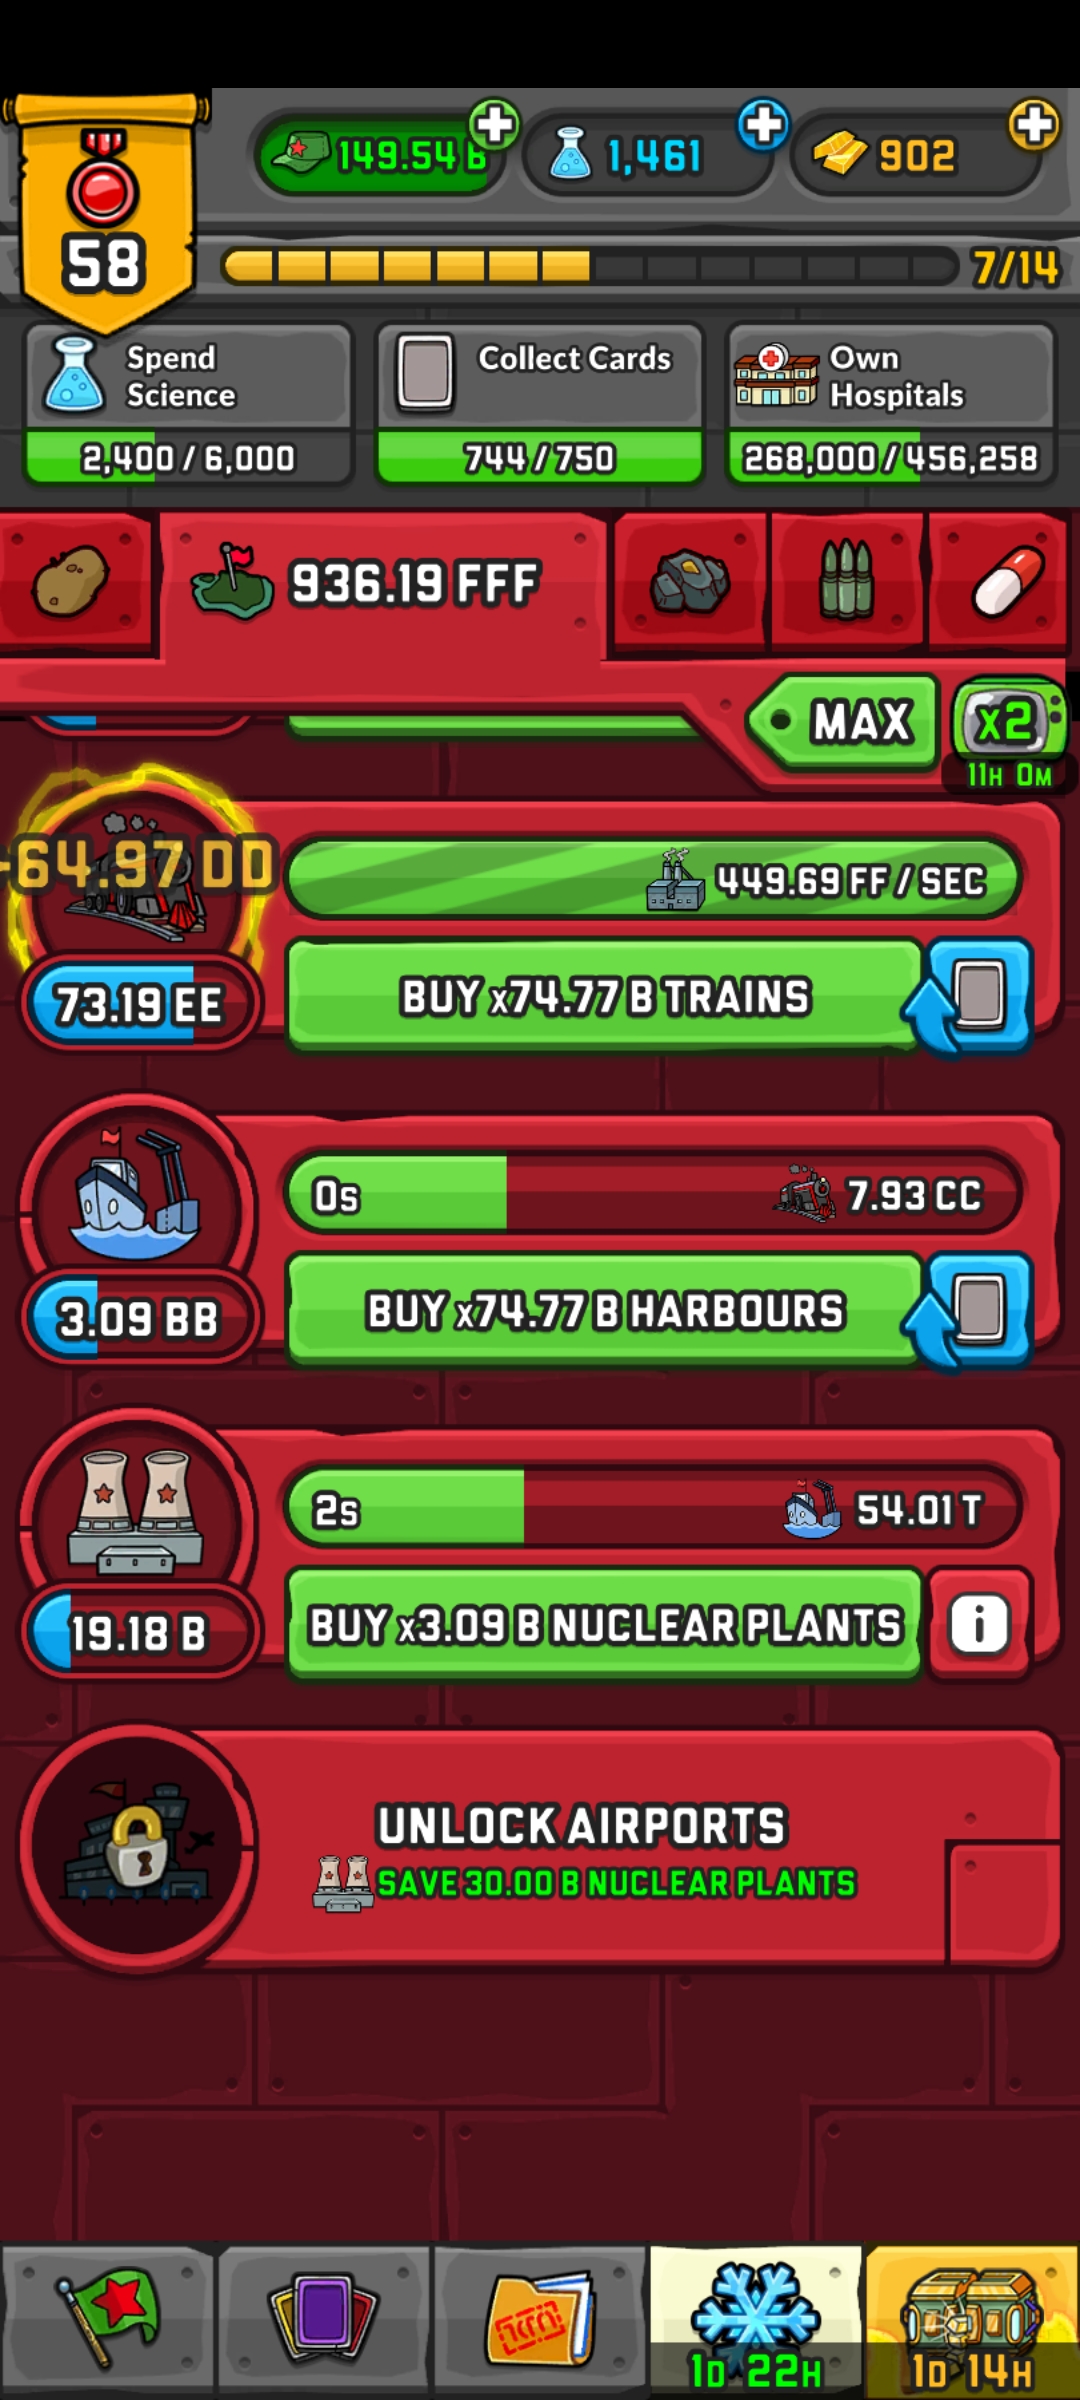 58
149.54 B
1,461
902
7/14
Spend
Science
2,400 / 6,000
Collect Cards
744 / 750
Own
Hospitals
268,000 / 456,258
936.19 FFF
MAX
x2
11H 0M
64.97 DD
449.69 FF / SEC
73.19 EE
BUY x74.77 B TRAINS
0s
7.93 CC
3.09 BB
BUY x74.77 B HARBOURS
2s
54.01 T
19.18 B
BUY x3.09 B NUCLEAR PLANTS
i
UNLOCK AIRPORTS
SAVE 30.00 B NUCLEAR PLANTS
1D 22H
1D 14H